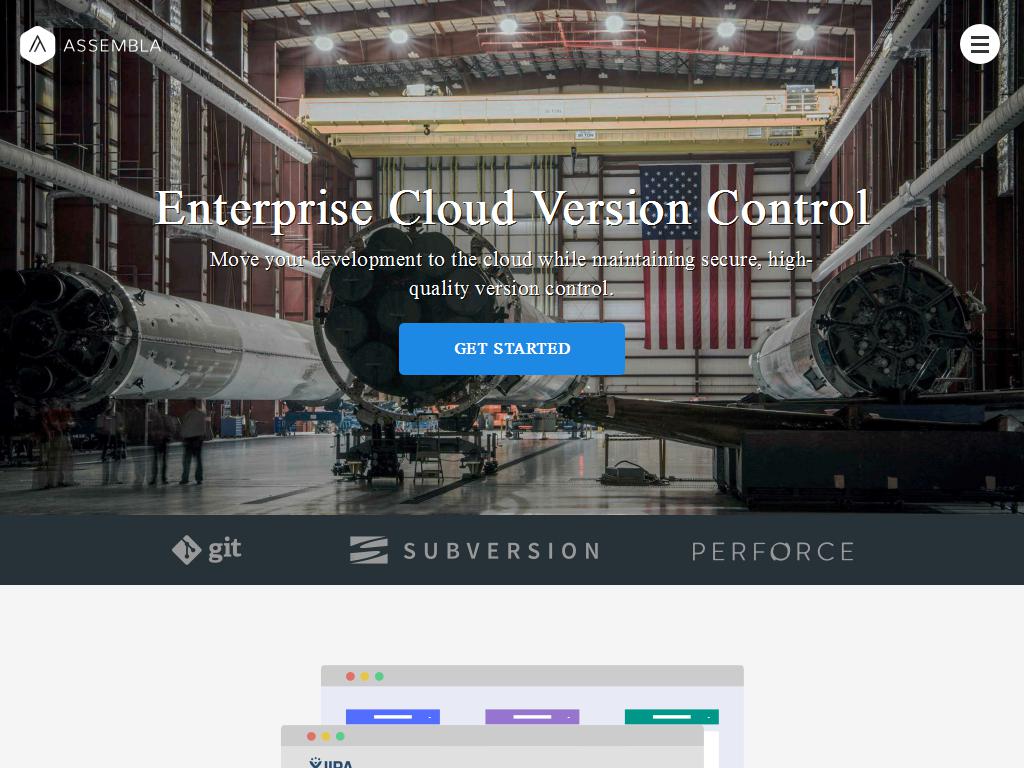 ASSEMBLA
Enterprise Cloud Version Control
Move your development to the cloud while maintaining secure, high-
quality version control.
GET STARTED
git
SUBVERSION
PERFORCE